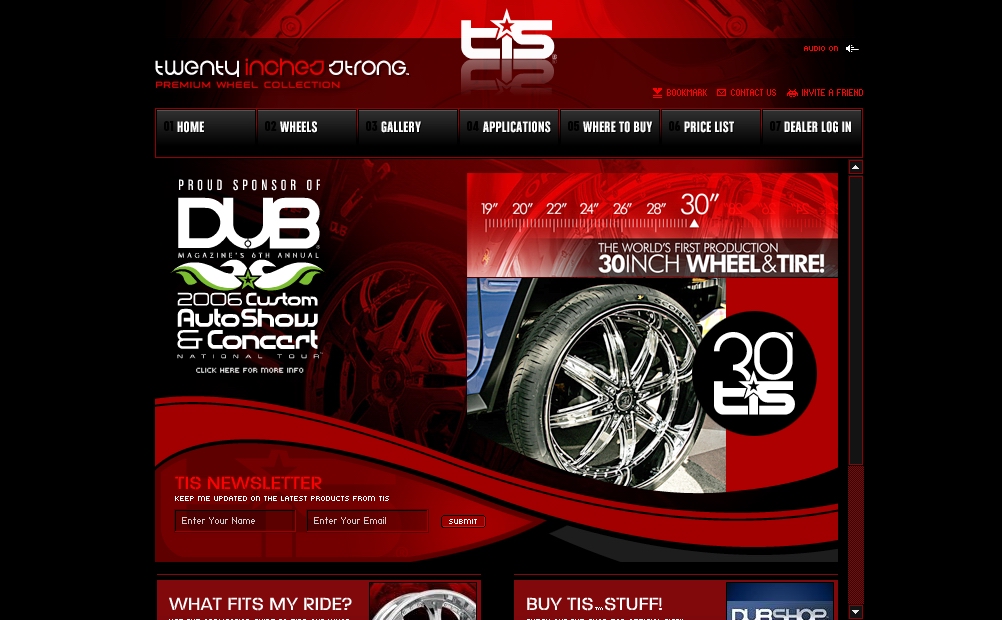 tis
AUDIO ON
twenty inches strong
PREMIUM WHEEL COLLECTION
BOOKMARK CONTACT US INVITE A FRIEND
01 HOME 02 WHEELS 03 GALLERY 04 APPLICATIONS 05 WHERE TO BUY 06 PRICE LIST 07 DEALER LOG IN
PROUD SPONSOR OF
DUB
MAGAZINE'S 6TH ANNUAL
2006 Custom
AutoShow
& Concert
NATIONAL TOUR
CLICK HERE FOR MORE INFO
19" 20" 22" 24" 26" 28" 30"
THE WORLD'S FIRST PRODUCTION
30INCH WHEEL&TIRE!
30
tis
TIS NEWSLETTER
KEEP ME UPDATED ON THE LATEST PRODUCTS FROM TIS
Enter Your Name Enter Your Email SUBMIT
WHAT FITS MY RIDE?
BUY TIS STUFF!
DUBSHOP